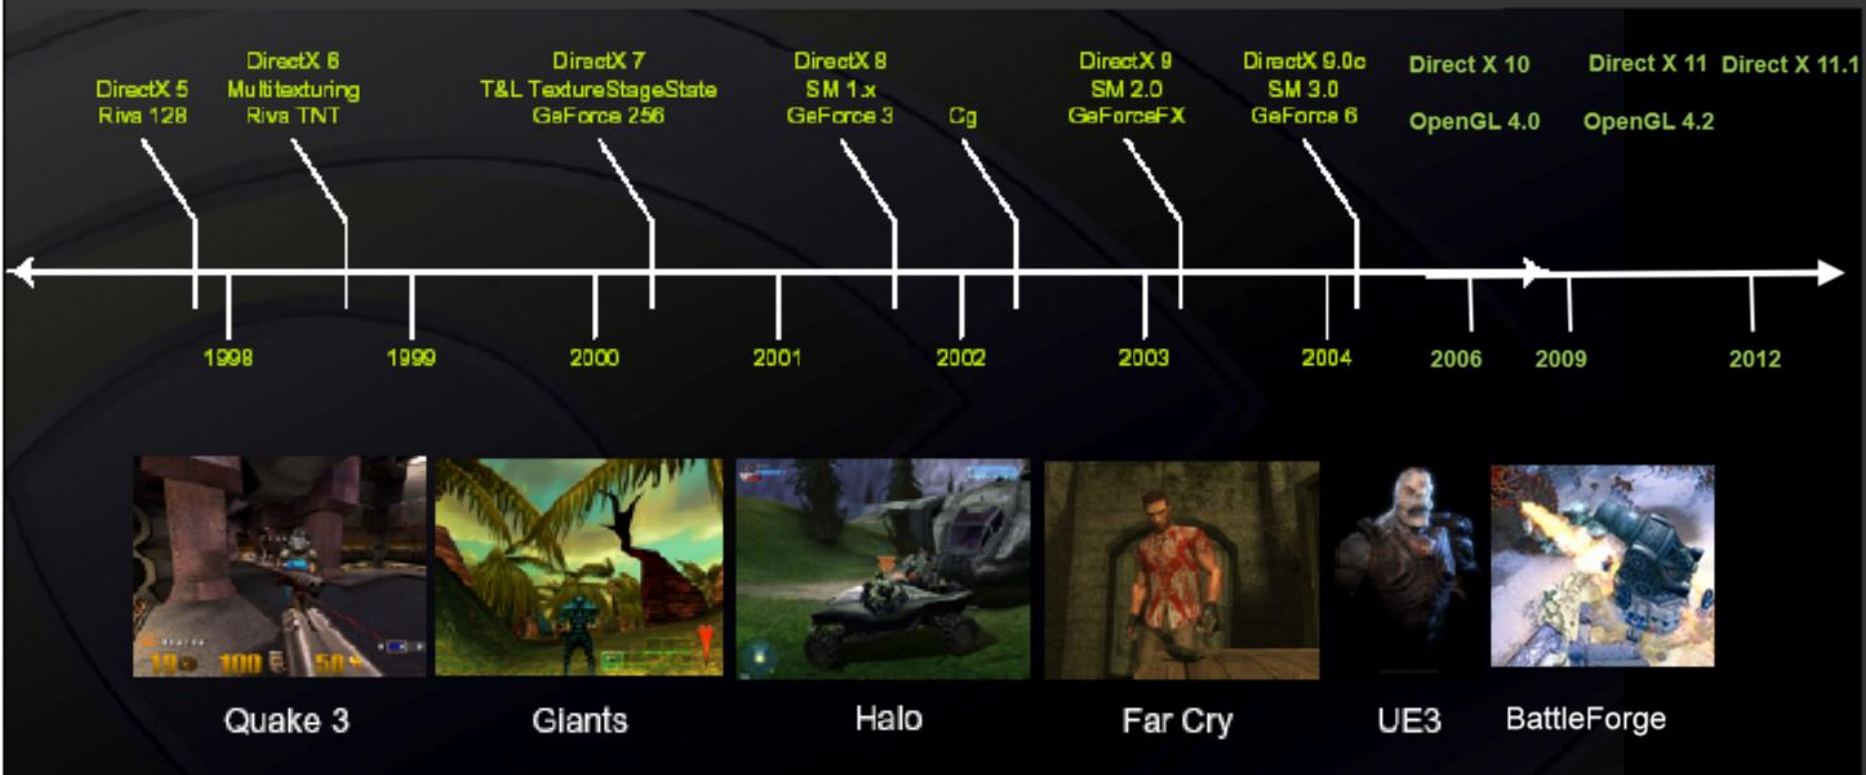 DirectX 5
Riva 128
DirectX 6
Multitexturing
Riva TNT
DirectX 7
T&L TextureStageState
GeForce 256
DirectX 8
SM 1.x
GeForce 3
Cg
DirectX 9
SM 2.0
GeForceFX
DirectX 9.0c
SM 3.0
GeForce 6
Direct X 10
OpenGL 4.0
Direct X 11
OpenGL 4.2
Direct X 11.1
1998
1999
2000
2001
2002
2003
2004
2006
2009
2012
19
100
50
Quake 3
Giants
Halo
Far Cry
UE3
BattleForge